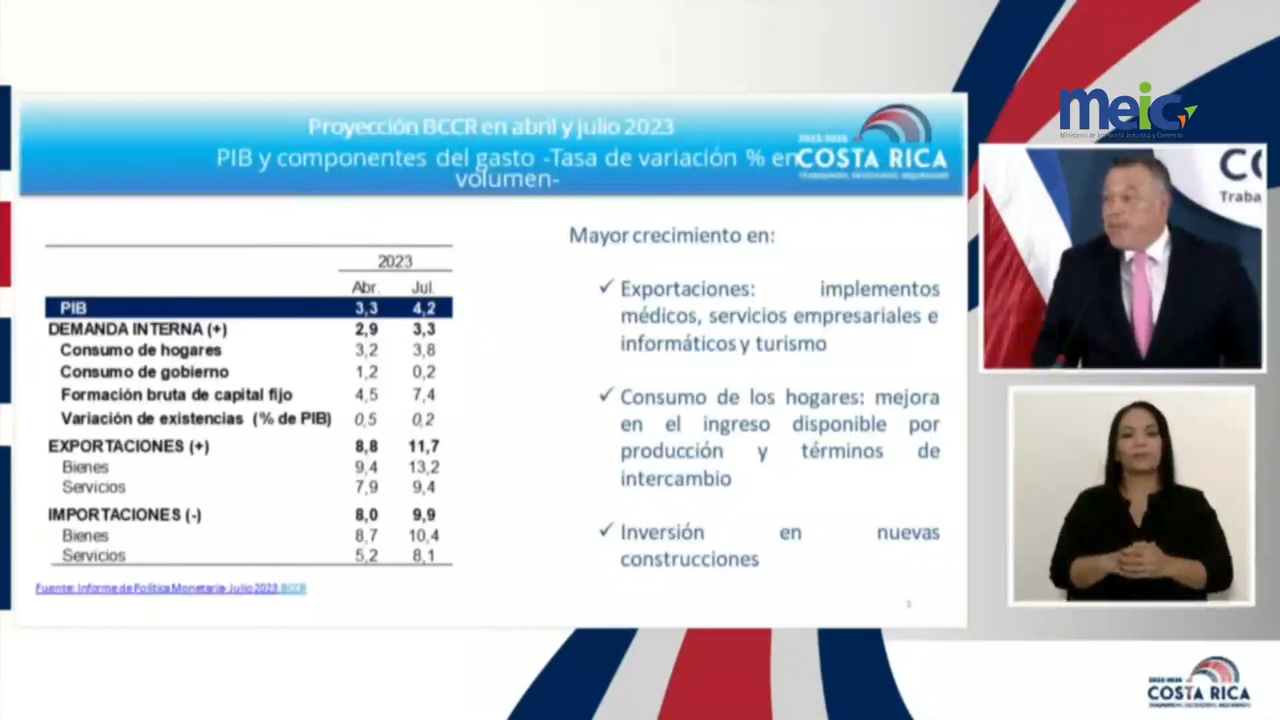 Proyección BCCR en abril y julio 2023
PIB y componentes del gasto -Tasa de variación % en
volumen-
2022-2026
COSTA RICA
meic
CO
Traba
2023
Abr. Jul.
PIB 3,3 4,2
DEMANDA INTERNA (+) 2,9 3,3
Consumo de hogares 3,2 3,8
Consumo de gobierno 1,2 0,2
Formación bruta de capital fijo 4,5 7,4
Variación de existencias (% de PIB) 0,5 0,2
EXPORTACIONES (+) 8,8 11,7
Bienes 9,4 13,2
Servicios 7,9 9,4
IMPORTACIONES (-) 8,0 9,9
Bienes 8,7 10,4
Servicios 5,2 8,1
Fuente: Informe de Política Monetaria- julio 2023 BCCR
Mayor crecimiento en:
✓ Exportaciones: implementos
médicos, servicios empresariales e
informáticos y turismo
✓ Consumo de los hogares: mejora
en el ingreso disponible por
producción y términos de
intercambio
✓ Inversión en nuevas
construcciones
2022-2026
COSTA RICA